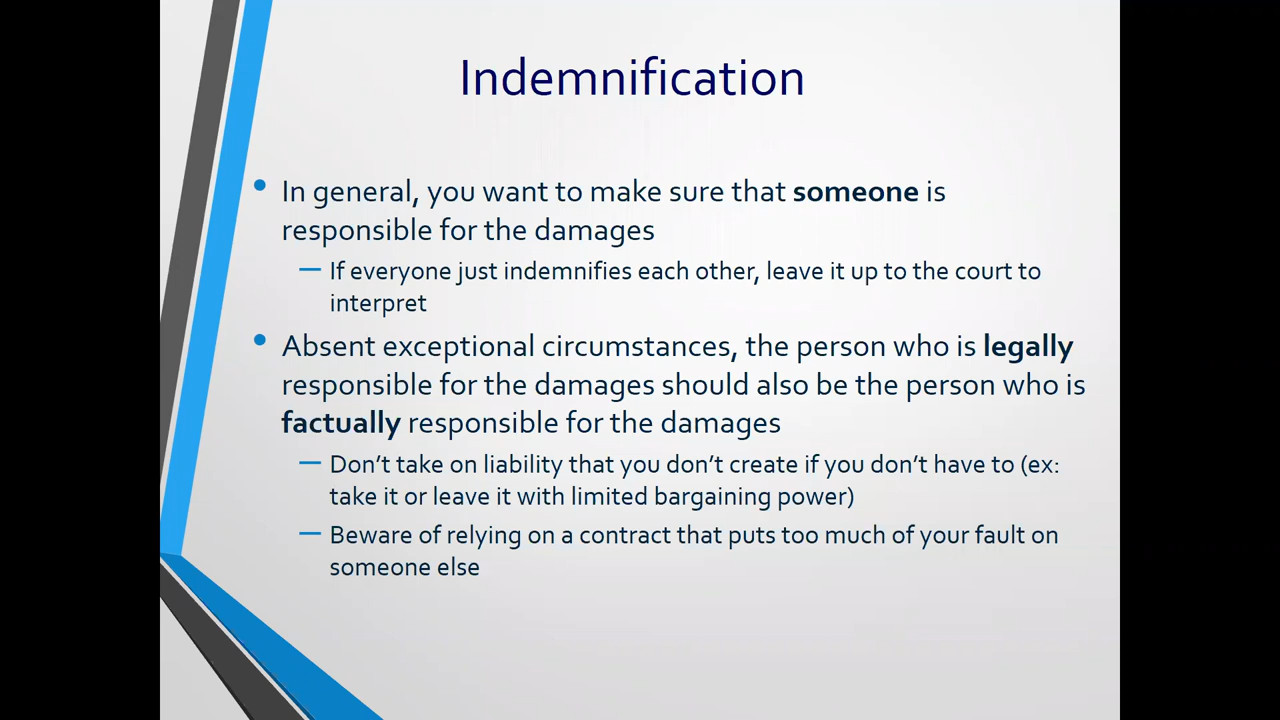 Indemnification
• In general, you want to make sure that someone is
responsible for the damages
— If everyone just indemnifies each other, leave it up to the court to
interpret
• Absent exceptional circumstances, the person who is legally
responsible for the damages should also be the person who is
factually responsible for the damages
— Don’t take on liability that you don’t create if you don’t have to (ex:
take it or leave it with limited bargaining power)
— Beware of relying on a contract that puts too much of your fault on
someone else